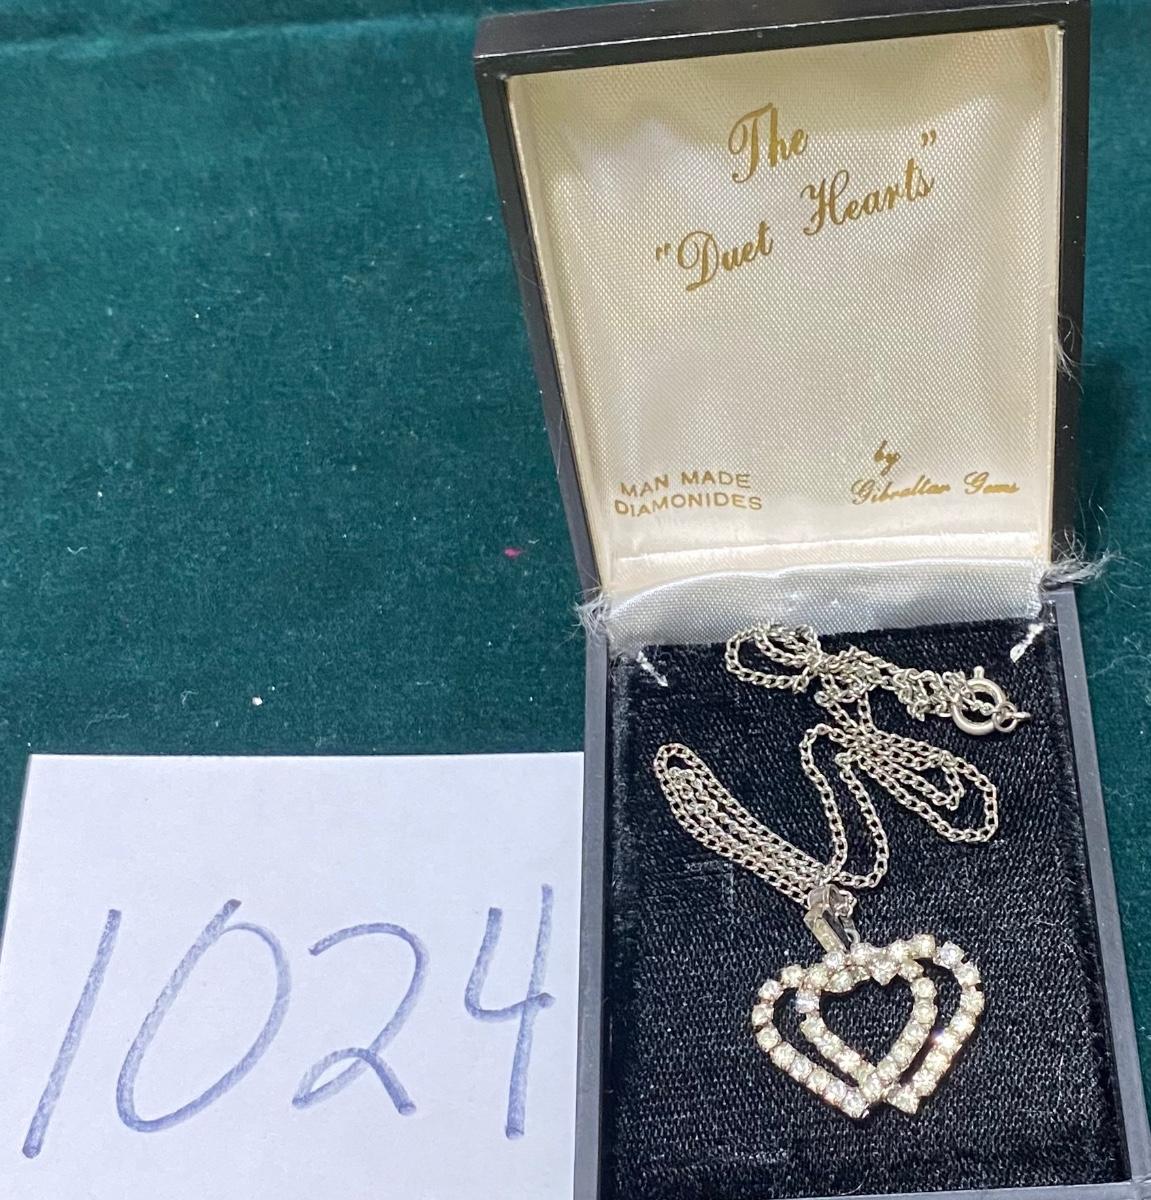 The
"Duet Hearts"
MAN MADE
DIAMONIDES
by
Gibraltar Gems
1024